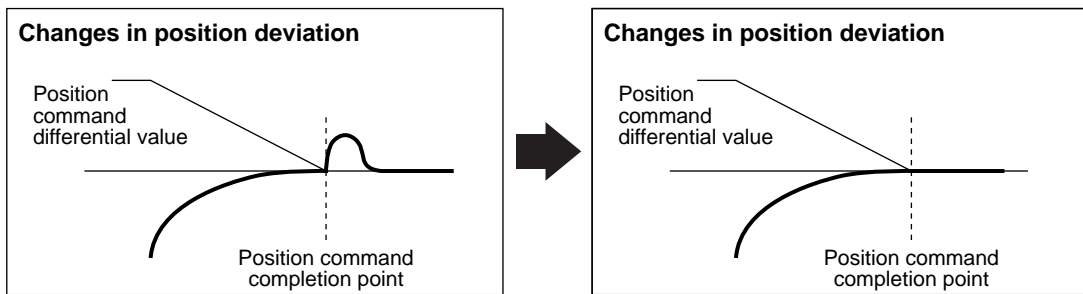 Changes in position deviation
Position
command
differential value
Position command
completion point
Changes in position deviation
Position
command
differential value
Position command
completion point